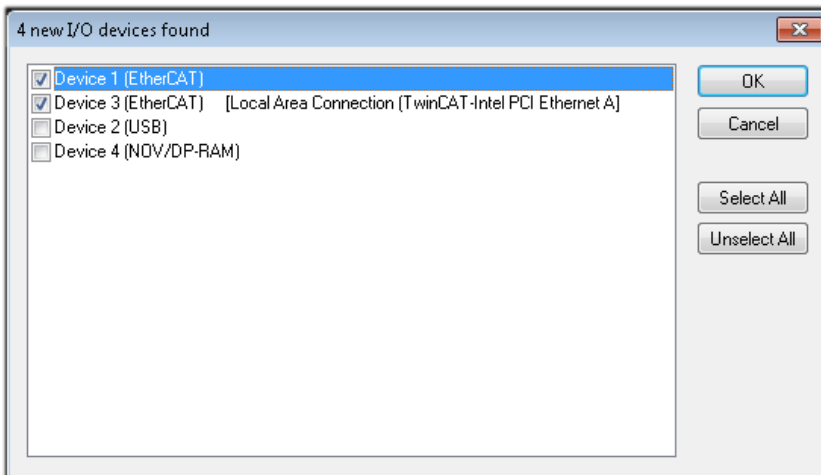 4 new I/O devices found
Device 1 (EtherCAT)
Device 3 (EtherCAT) [Local Area Connection (TwinCAT-Intel PCI Ethernet A]
Device 2 (USB)
Device 4 (NOV/DP-RAM)
OK
Cancel
Select All
Unselect All